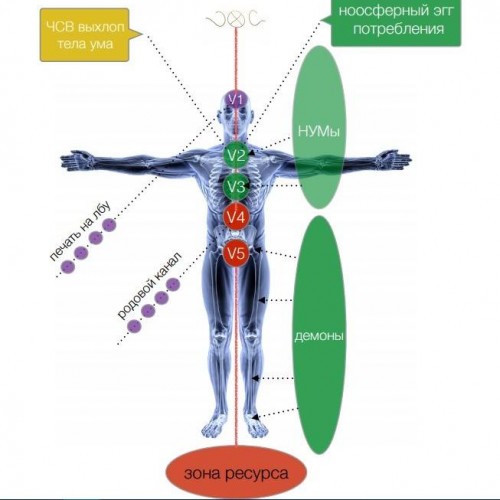 ЧСВ выхлоп
тела ума
ноосферный эгг
потребления
V1
НУМы
V2
V3
V4
V5
печать на лбу
родовой канал
демоны
зона ресурса